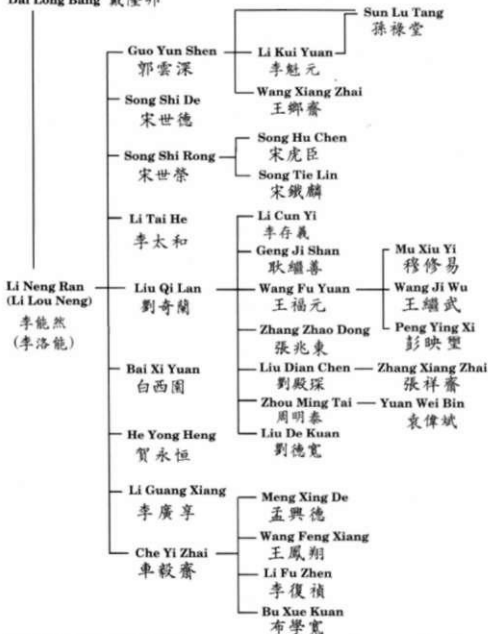 Dai Long Bang 戴隆邦
Sun Lu Tang
孫祿堂
Guo Yun Shen
郭雲深
Li Kui Yuan
李魁元
Wang Xiang Zhai
王鄉齋
Song Shi De
宋世德
Song Shi Rong
宋世榮
Song Hu Chen
宋虎臣
Song Tie Lin
宋鐵麟
Li Tai He
李太和
Li Neng Ran
(Li Lou Neng)
李能然
(李洛能)
Liu Qi Lan
劉奇蘭
Li Cun Yi
李存義
Geng Ji Shan
耿繼善
Wang Fu Yuan
王福元
Mu Xiu Yi
穆修易
Wang Ji Wu
王繼武
Peng Ying Xi
彭映璽
Zhang Zhao Dong
張兆東
Liu Dian Chen
劉殿琛
Zhang Xiang Zhai
張祥齋
Zhou Ming Tai
周明泰
Yuan Wei Bin
袁偉斌
Liu De Kuan
劉德寬
Bai Xi Yuan
白西園
He Yong Heng
賀永恒
Li Guang Xiang
李廣享
Che Yi Zhai
車毅齋
Meng Xing De
孟興德
Wang Feng Xiang
王鳳翔
Li Fu Zhen
李復禎
Bu Xue Kuan
布學寬